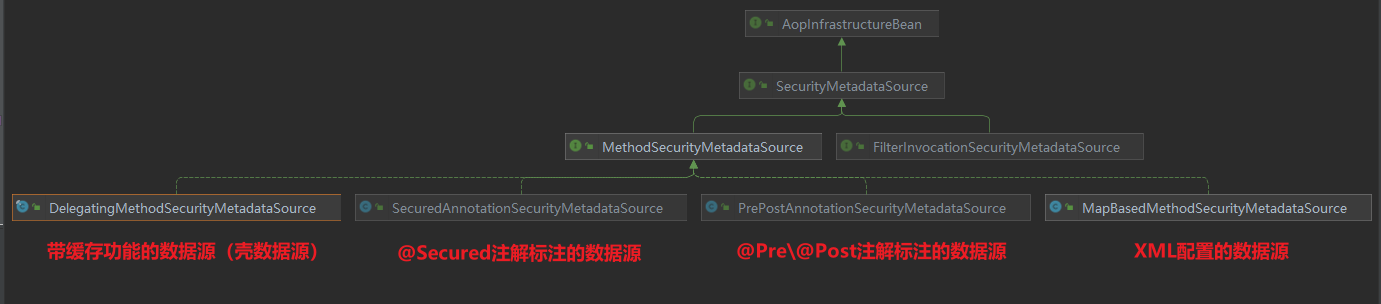 AopInfrastructureBean
SecurityMetadataSource
MethodSecurityMetadataSource
FilterInvocationSecurityMetadataSource
DelegatingMethodSecurityMetadataSource
SecuredAnnotationSecurityMetadataSource
PrePostAnnotationSecurityMetadataSource
MapBasedMethodSecurityMetadataSource
带缓存功能的数据源（壳数据源）
@Secured注解标注的数据源
@Pre\@Post注解标注的数据源
XML配置的数据源